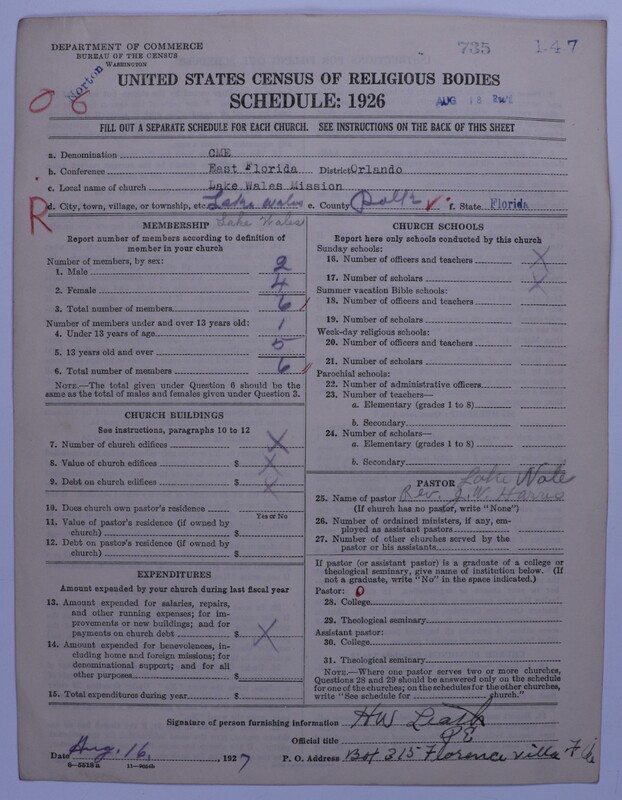 DEPARTMENT OF COMMERCE
BUREAU OF THE CENSUS
WASHINGTON
735
147
Norton
UNITED STATES CENSUS OF RELIGIOUS BODIES
SCHEDULE: 1926
AUG 18
FILL OUT A SEPARATE SCHEDULE FOR EACH CHURCH. SEE INSTRUCTIONS ON THE BACK OF THIS SHEET
a. Denomination CME
b. Conference East Florida District Orlando
c. Local name of church Lake Wales Mission
R d. City, town, village, or township, etc. Lake Wales e. County Polk f. State Florida
MEMBERSHIP Lake Wales
Report number of members according to definition of
member in your church
Number of members, by sex:
1. Male 2
2. Female 4
3. Total number of members 6
Number of members under and over 13 years old:
4. Under 13 years of age 1
5. 13 years old and over 5
6. Total number of members 6
NOTE.—The total given under Question 6 should be the
same as the total of males and females given under Question 3.
CHURCH BUILDINGS
See instructions, paragraphs 10 to 12
7. Number of church edifices X
8. Value of church edifices $ X
9. Debt on church edifices $ X
10. Does church own pastor's residence
Yes or No
11. Value of pastor's residence (if owned by
church) $
12. Debt on pastor's residence (if owned by
church) $
EXPENDITURES
Amount expended by your church during last fiscal year
13. Amount expended for salaries, repairs,
and other running expenses; for im-
provements or new buildings; and for
payments on church debt $ X
14. Amount expended for benevolences, in-
cluding home and foreign missions; for
denominational support; and for all
other purposes $
15. Total expenditures during year $
CHURCH SCHOOLS
Report here only schools conducted by this church
Sunday schools:
16. Number of officers and teachers X
17. Number of scholars X
Summer vacation Bible schools:
18. Number of officers and teachers
19. Number of scholars
Week-day religious schools:
20. Number of officers and teachers
21. Number of scholars
Parochial schools:
22. Number of administrative officers
23. Number of teachers—
a. Elementary (grades 1 to 8)
b. Secondary
24. Number of scholars—
a. Elementary (grades 1 to 8)
b. Secondary
PASTOR Lake
25. Name of pastor Rev. J. W. Harris
(If church has no pastor, write "None")
26. Number of ordained ministers, if any, em-
ployed as assistant pastors
27. Number of other churches served by the
pastor or his assistants
If pastor (or assistant pastor) is a graduate of a college or
theological seminary, give name of institution below. (If
not a graduate, write "No" in the space indicated.)
Pastor: 0
28. College
29. Theological seminary
Assistant pastor:
30. College
31. Theological seminary
NOTE.—Where one pastor serves two or more churches,
Questions 28 and 29 should be answered only on the schedule
for one of the churches; on the schedules for the other churches,
write "See schedule for church."
Signature of person furnishing information HW Leath
Official title PE
Date Aug. 16, 1927 P. O. Address Box 215 Florence Villa Fla